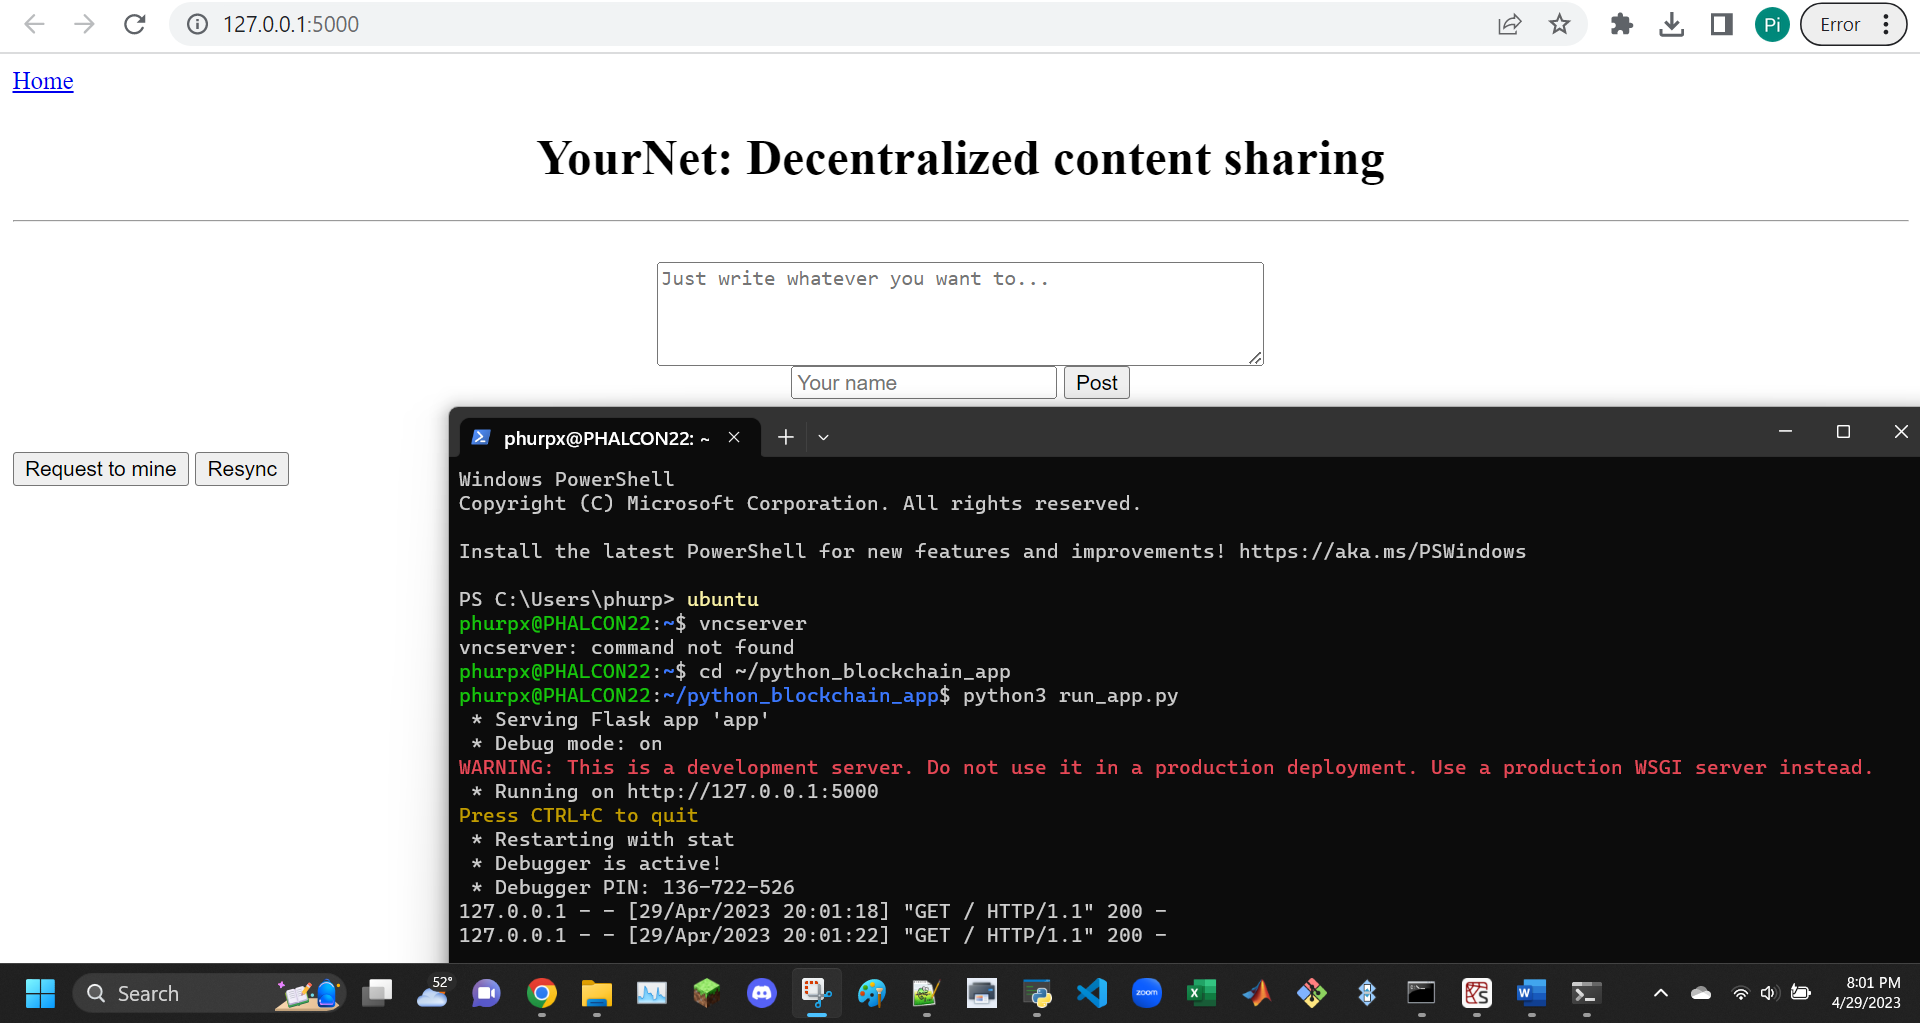 127.0.0.1:5000
Pi
Error
Home
YourNet: Decentralized content sharing
Just write whatever you want to...
Your name
Post
Request to mine
Resync
phurpx@PHALCON22: ~
Windows PowerShell
Copyright (C) Microsoft Corporation. All rights reserved.
Install the latest PowerShell for new features and improvements! https://aka.ms/PSWindows
PS C:\Users\phurp> ubuntu
phurpx@PHALCON22:~$ vncserver
vncserver: command not found
phurpx@PHALCON22:~$ cd ~/python_blockchain_app
phurpx@PHALCON22:~/python_blockchain_app$ python3 run_app.py
* Serving Flask app 'app'
* Debug mode: on
WARNING: This is a development server. Do not use it in a production deployment. Use a production WSGI server instead.
* Running on http://127.0.0.1:5000
Press CTRL+C to quit
* Restarting with stat
* Debugger is active!
* Debugger PIN: 136-722-526
127.0.0.1 - - [29/Apr/2023 20:01:18] "GET / HTTP/1.1" 200 -
127.0.0.1 - - [29/Apr/2023 20:01:22] "GET / HTTP/1.1" 200 -
Search
52°
zoom
8:01 PM
4/29/2023